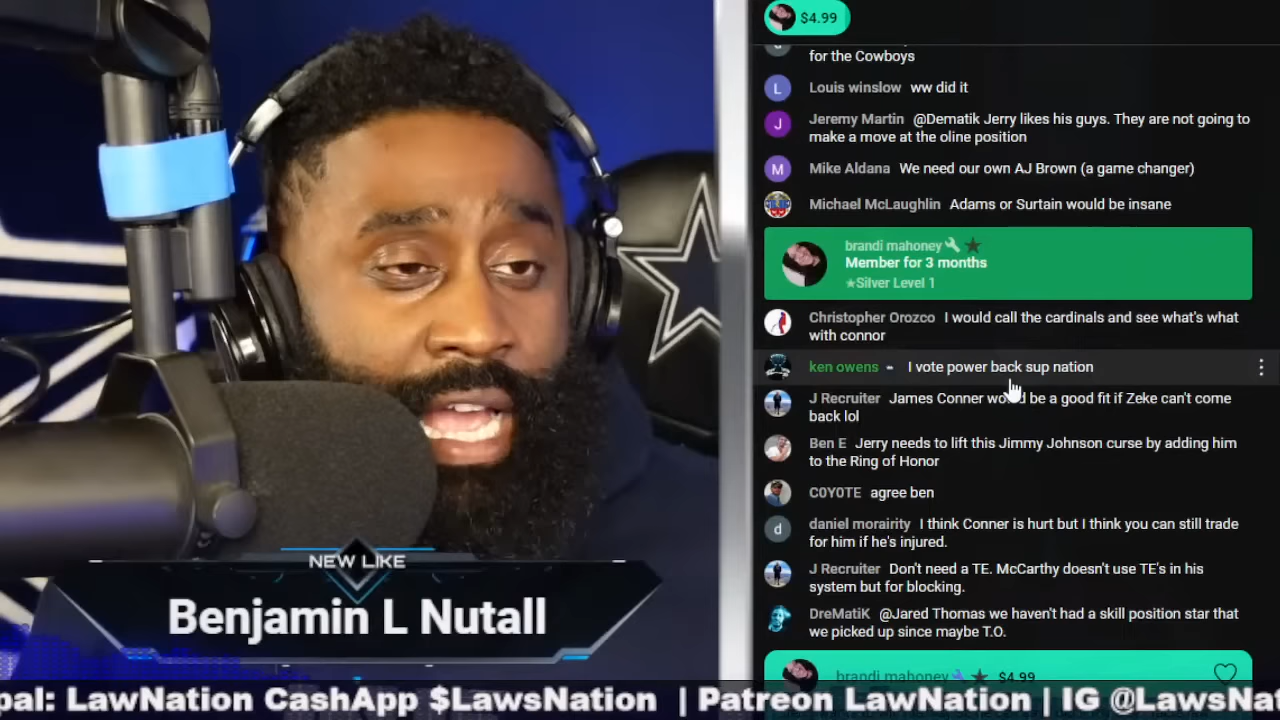 $4.99
for the Cowboys
Louis winslow ww did it
Jeremy Martin @Dematik Jerry likes his guys. They are not going to
make a move at the oline position
Mike Aldana We need our own AJ Brown (a game changer)
Michael McLaughlin Adams or Surtain would be insane
brandi mahoney
Member for 3 months
Silver Level 1
Christopher Orozco I would call the cardinals and see what's what
with connor
ken owens I vote power back sup nation
J Recruiter James Conner would be a good fit if Zeke can't come
back lol
Ben E Jerry needs to lift this Jimmy Johnson curse by adding him
to the Ring of Honor
C0Y0TE agree ben
daniel morairity I think Conner is hurt but I think you can still trade
for him if he's injured.
J Recruiter Don't need a TE. McCarthy doesn't use TE's in his
system but for blocking.
DreMatiK @Jared Thomas we haven't had a skill position star that
we picked up since maybe T.O.
brandi mahoney $4.99
NEW LIKE
Benjamin L Nutall
pal: LawNation CashApp $LawsNation | Patreon LawNation | IG @LawsNa